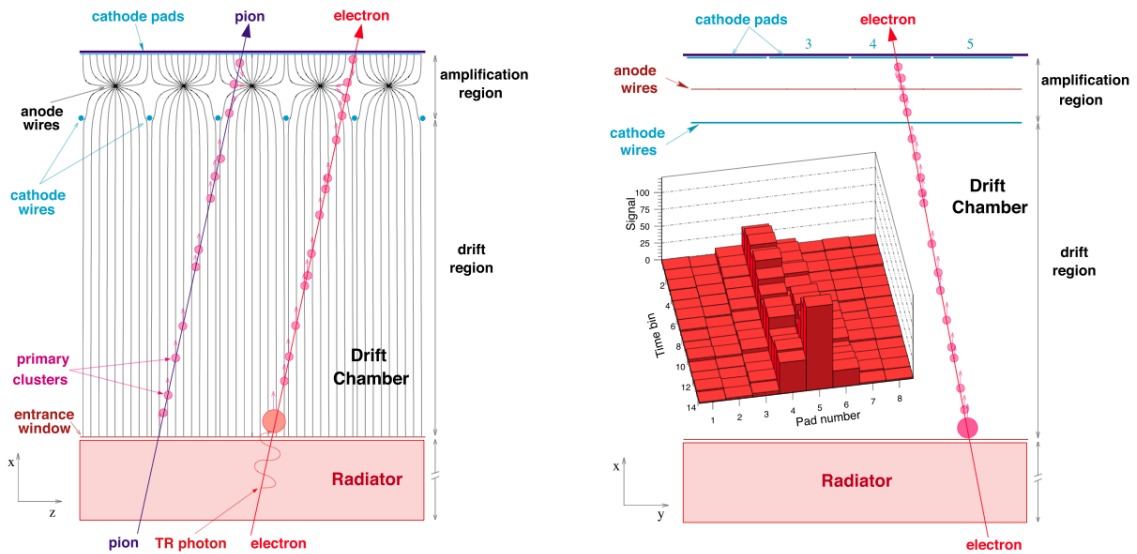 cathode pads
pion
electron
amplification
region
anode
wires
cathode
wires
drift
region
primary
clusters
Drift
Chamber
entrance
window
x
z
Radiator
pion
TR photon
electron
electron
cathode pads
3
4
5
anode
wires
amplification
region
cathode
wires
Drift
Chamber
drift
region
Signal
100
75
50
25
0
2
4
6
8
10
12
14
Time bin
1
2
3
4
5
6
7
8
Pad number
x
y
Radiator
electron